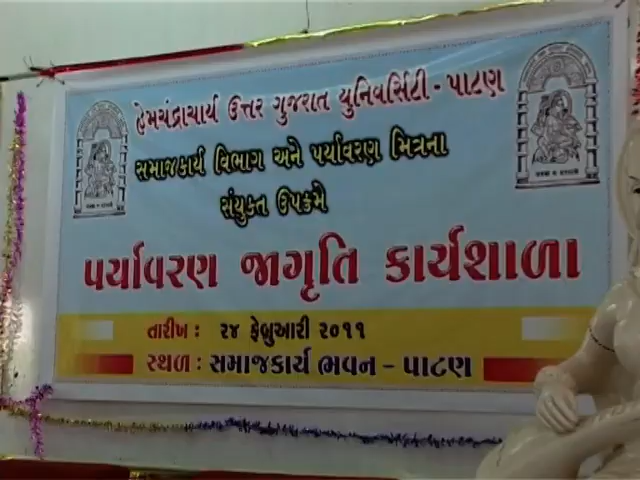 હેમચંદ્રાચાર્ય ઉત્તર ગુજરાત યુનિવર્સિટી - પાટણ
સમાજકાર્ય વિભાગ અને પર્યાવરણ મિત્રના
સંયુક્ત ઉપક્રમે
પર્યાવરણ જાગૃતિ કાર્યશાળા
તારીખ : ૨૪ ફેબ્રુઆરી ૨૦૧૧
સ્થળ : સમાજકાર્ય ભવન - પાટણ